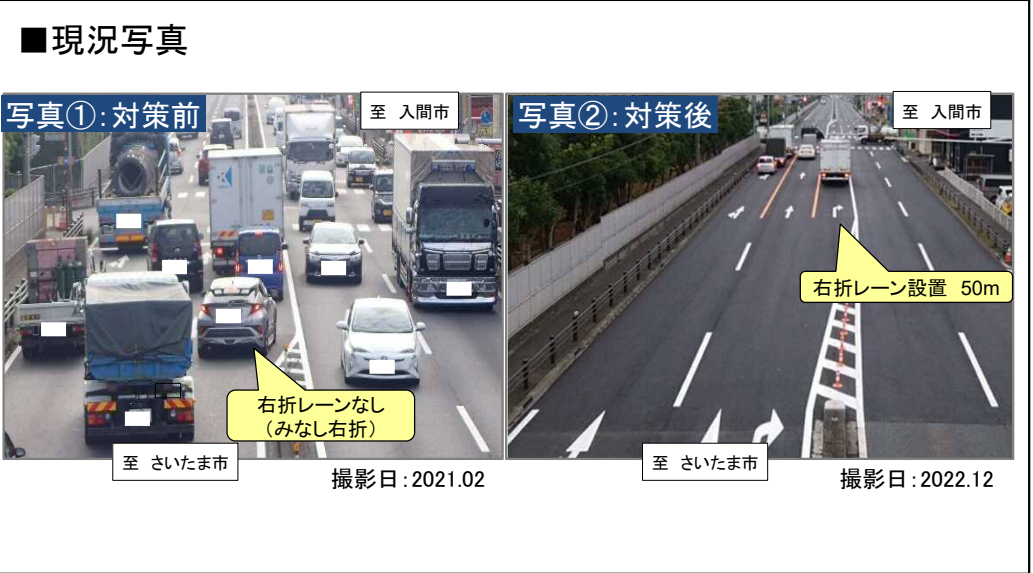 ■現況写真
写真①:対策前
至 入間市
写真②:対策後
至 入間市
右折レーン設置 50m
右折レーンなし
(みなし右折)
至 さいたま市
至 さいたま市
撮影日:2021.02
撮影日:2022.12